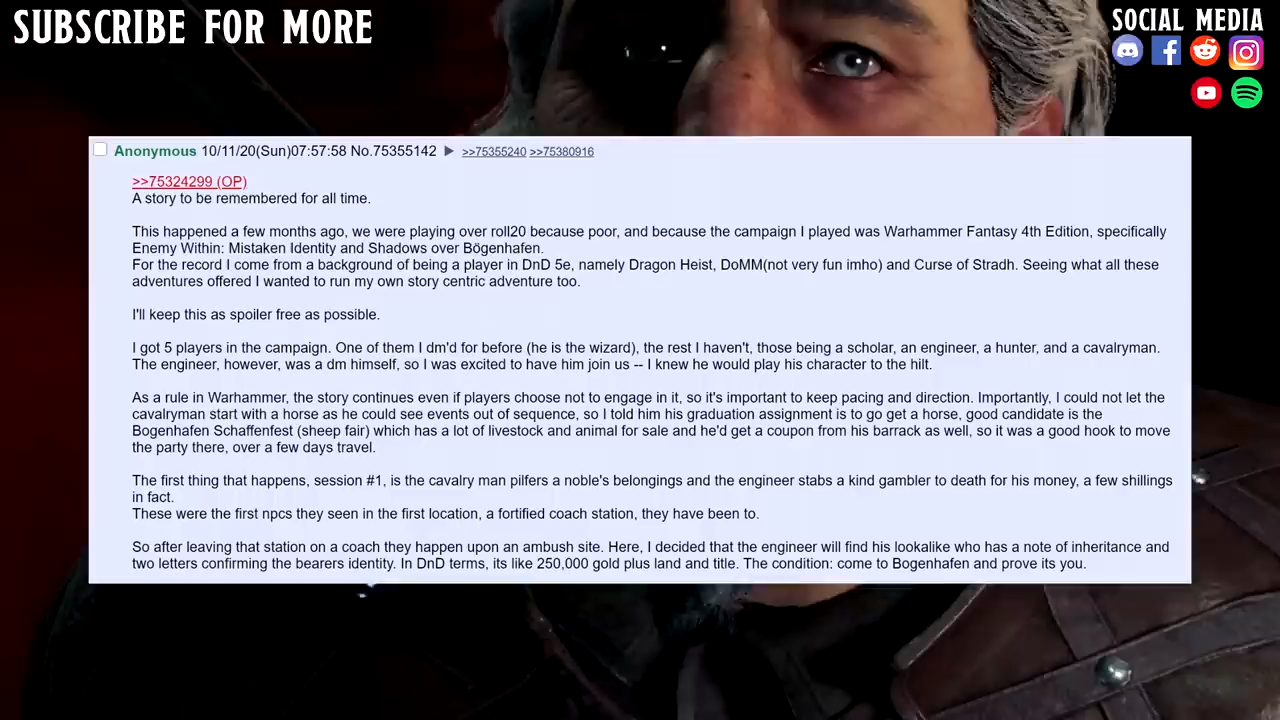 SUBSCRIBE FOR MORE
SOCIAL MEDIA
Anonymous 10/11/20(Sun)07:57:58 No.75355142 ▶ >>75355240 >>75380916
>>75324299 (OP)
A story to be remembered for all time.
This happened a few months ago, we were playing over roll20 because poor, and because the campaign I played was Warhammer Fantasy 4th Edition, specifically
Enemy Within: Mistaken Identity and Shadows over Bögenhafen.
For the record I come from a background of being a player in DnD 5e, namely Dragon Heist, DoMM(not very fun imho) and Curse of Stradh. Seeing what all these
adventures offered I wanted to run my own story centric adventure too.
I'll keep this as spoiler free as possible.
I got 5 players in the campaign. One of them I dm'd for before (he is the wizard), the rest I haven't, those being a scholar, an engineer, a hunter, and a cavalryman.
The engineer, however, was a dm himself, so I was excited to have him join us -- I knew he would play his character to the hilt.
As a rule in Warhammer, the story continues even if players choose not to engage in it, so it's important to keep pacing and direction. Importantly, I could not let the
cavalryman start with a horse as he could see events out of sequence, so I told him his graduation assignment is to go get a horse, good candidate is the
Bogenhafen Schaffenfest (sheep fair) which has a lot of livestock and animal for sale and he'd get a coupon from his barrack as well, so it was a good hook to move
the party there, over a few days travel.
The first thing that happens, session #1, is the cavalry man pilfers a noble's belongings and the engineer stabs a kind gambler to death for his money, a few shillings
in fact.
These were the first npcs they seen in the first location, a fortified coach station, they have been to.
So after leaving that station on a coach they happen upon an ambush site. Here, I decided that the engineer will find his lookalike who has a note of inheritance and
two letters confirming the bearers identity. In DnD terms, its like 250,000 gold plus land and title. The condition: come to Bogenhafen and prove its you.